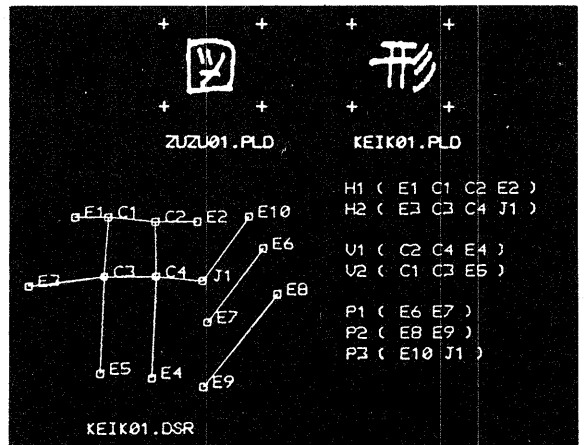 図
形
ZUZU01.PLD
KEIK01.PLD
E1 C1 C2 E2 E10
E6
E3 C3 C4 J1
E8
E7
E5 E4
E9
KEIK01.DSR
H1 ( E1 C1 C2 E2 )
H2 ( E3 C3 C4 J1 )
V1 ( C2 C4 E4 )
V2 ( C1 C3 E5 )
P1 ( E6 E7 )
P2 ( E8 E9 )
P3 ( E10 J1 )